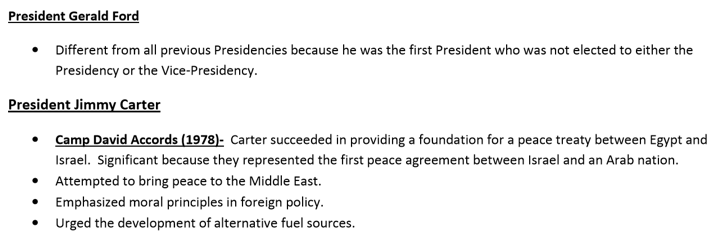 President Gerald Ford
• Different from all previous Presidencies because he was the first President who was not elected to either the
Presidency or the Vice-Presidency.
President Jimmy Carter
• Camp David Accords (1978)- Carter succeeded in providing a foundation for a peace treaty between Egypt and
Israel. Significant because they represented the first peace agreement between Israel and an Arab nation.
• Attempted to bring peace to the Middle East.
• Emphasized moral principles in foreign policy.
• Urged the development of alternative fuel sources.